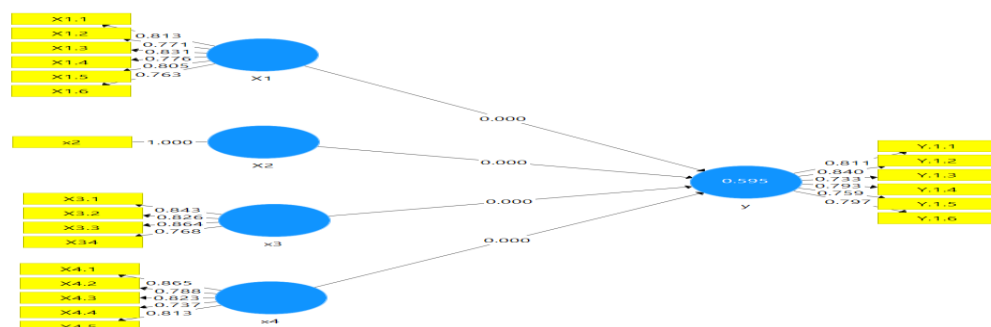 X1.1
X1.2
X1.3
X1.4
X1.5
X1.6
0.813
0.771
0.831
0.776
0.805
0.763
X1
0.000
x2
1.000
X2
0.000
X3.1
X3.2
X3.3
X34
0.843
0.826
0.864
0.768
x3
0.000
X4.1
X4.2
X4.3
X4.4
X4.5
0.865
0.788
0.823
0.737
0.813
x4
0.000
0.595
y
0.811
0.840
0.733
0.793
0.759
0.797
Y.1.1
Y.1.2
Y.1.3
Y.1.4
Y.1.5
Y.1.6